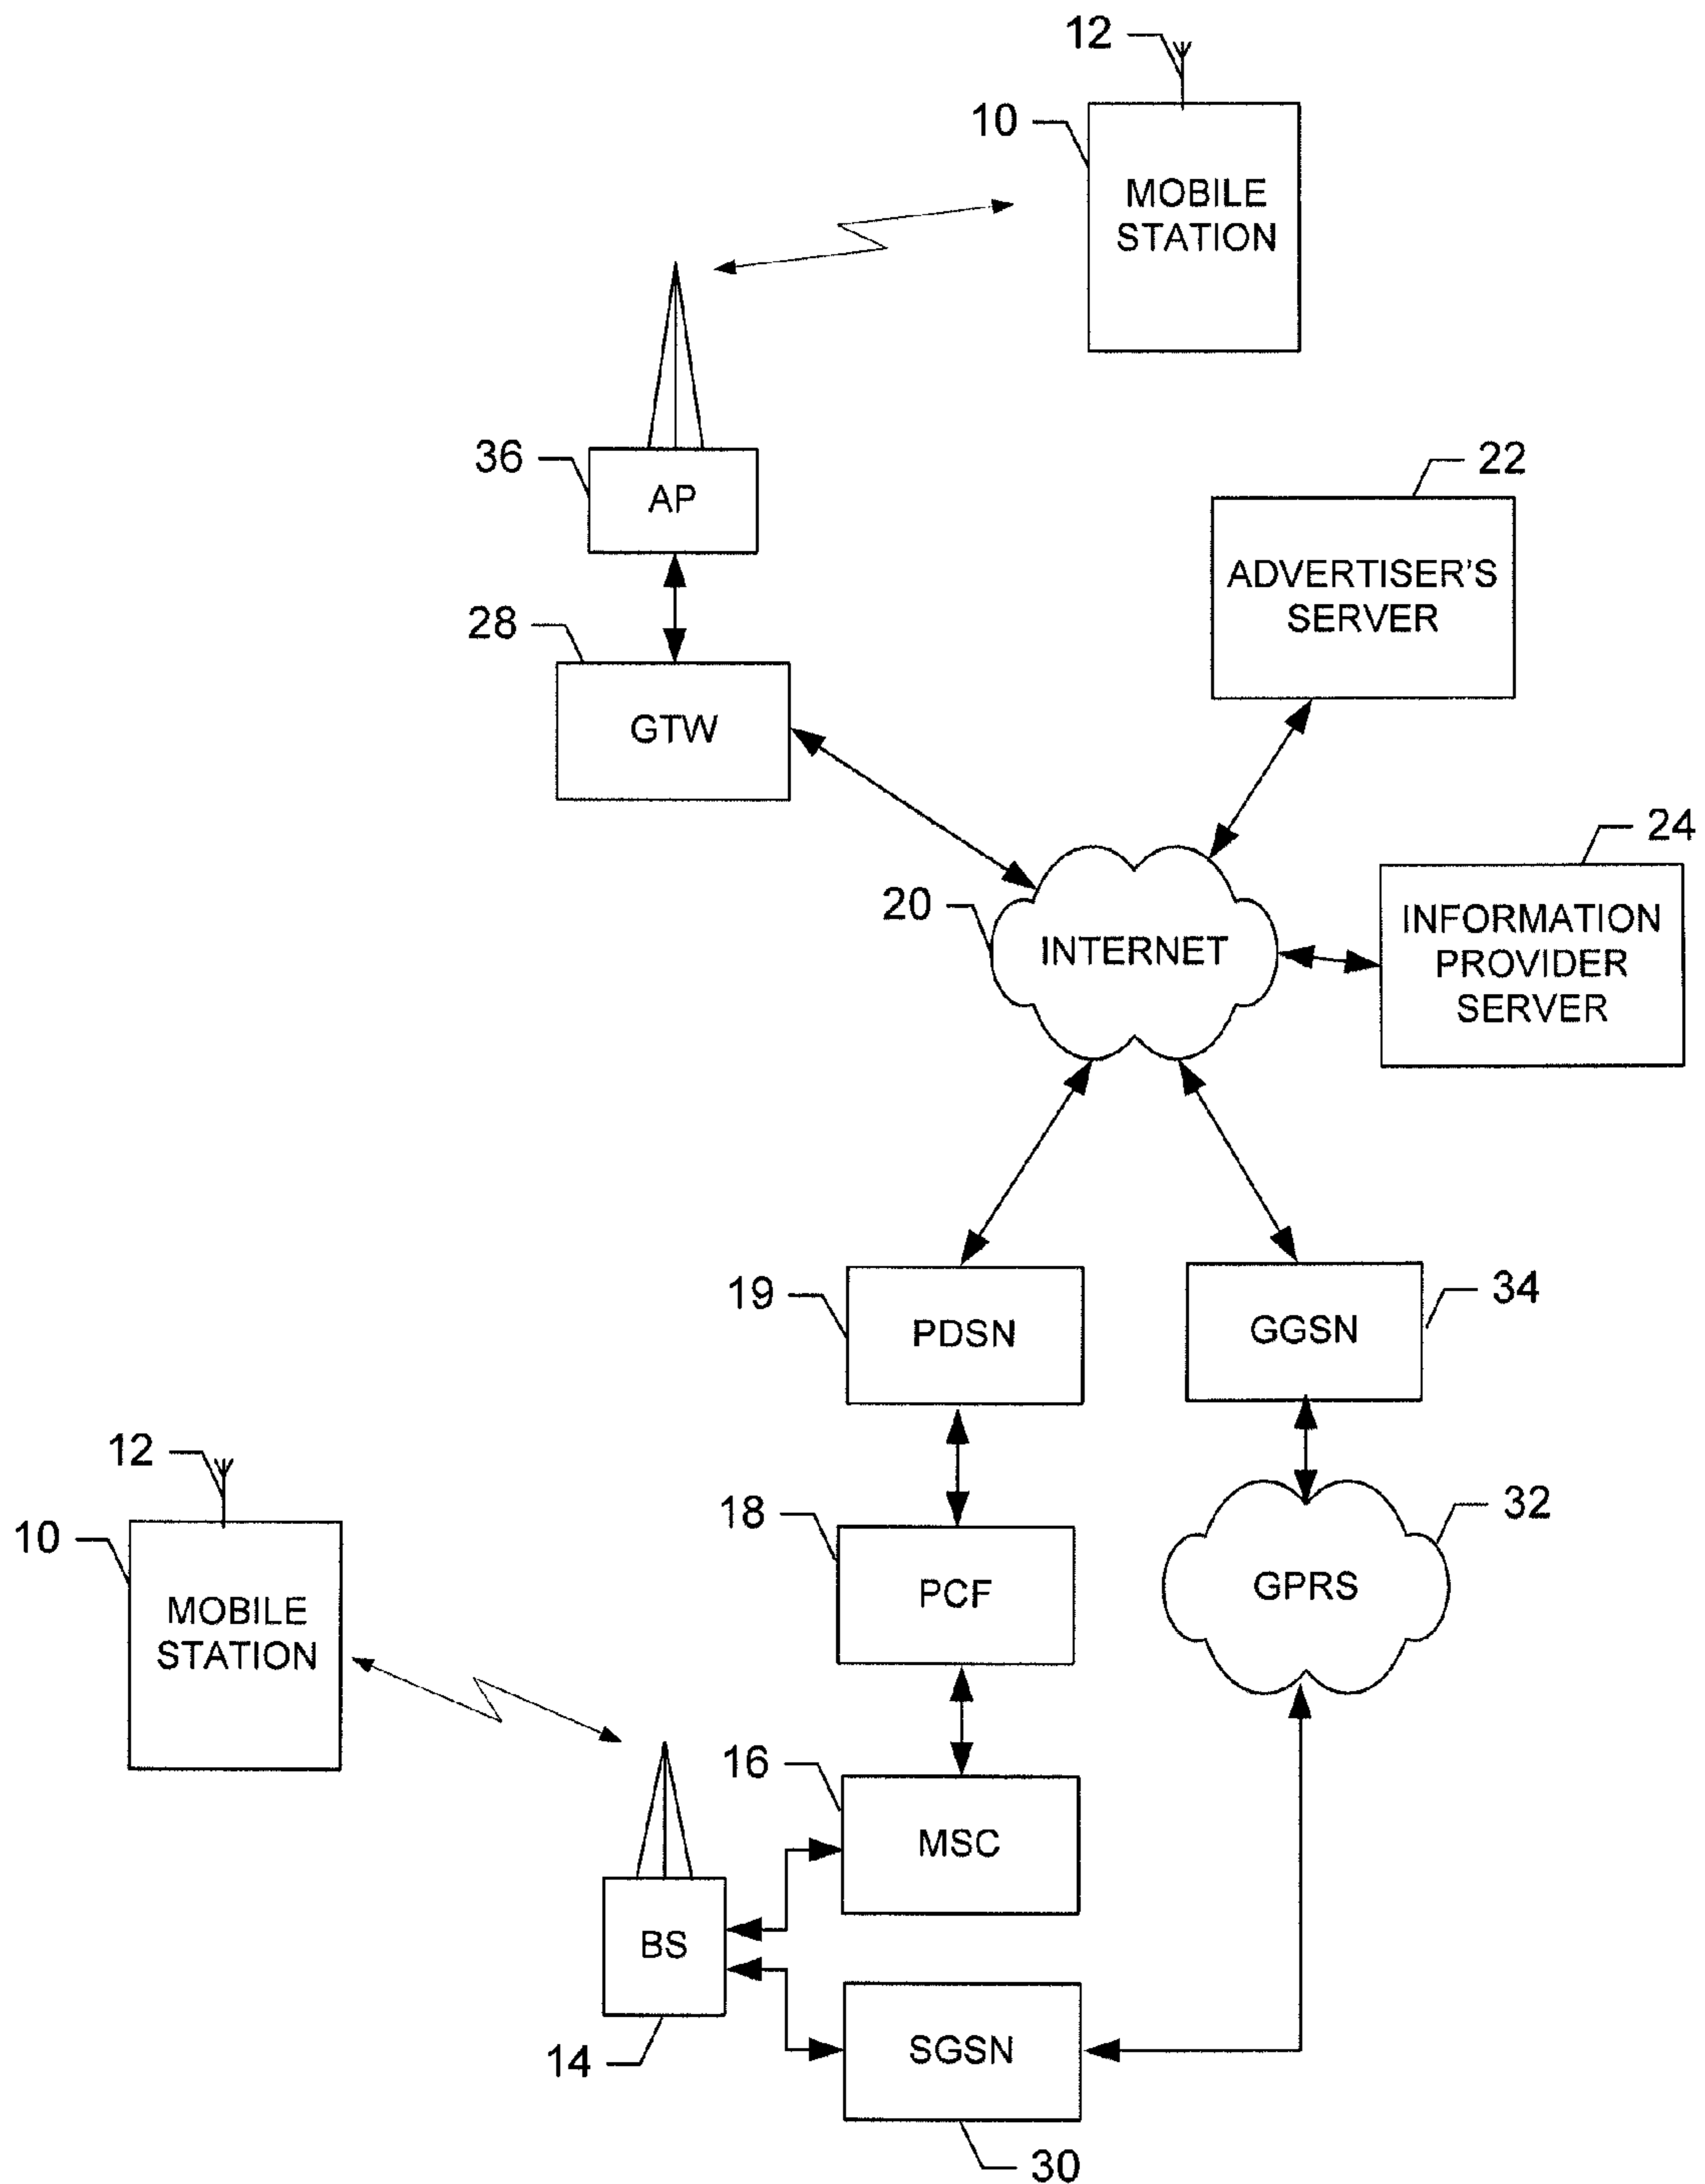 12
10
MOBILE
STATION
36
AP
22
ADVERTISER'S
SERVER
28
GTW
24
INFORMATION
PROVIDER
SERVER
20
INTERNET
19
PDSN
34
GGSN
12
10
MOBILE
STATION
18
PCF
32
GPRS
16
MSC
BS
14
SGSN
30